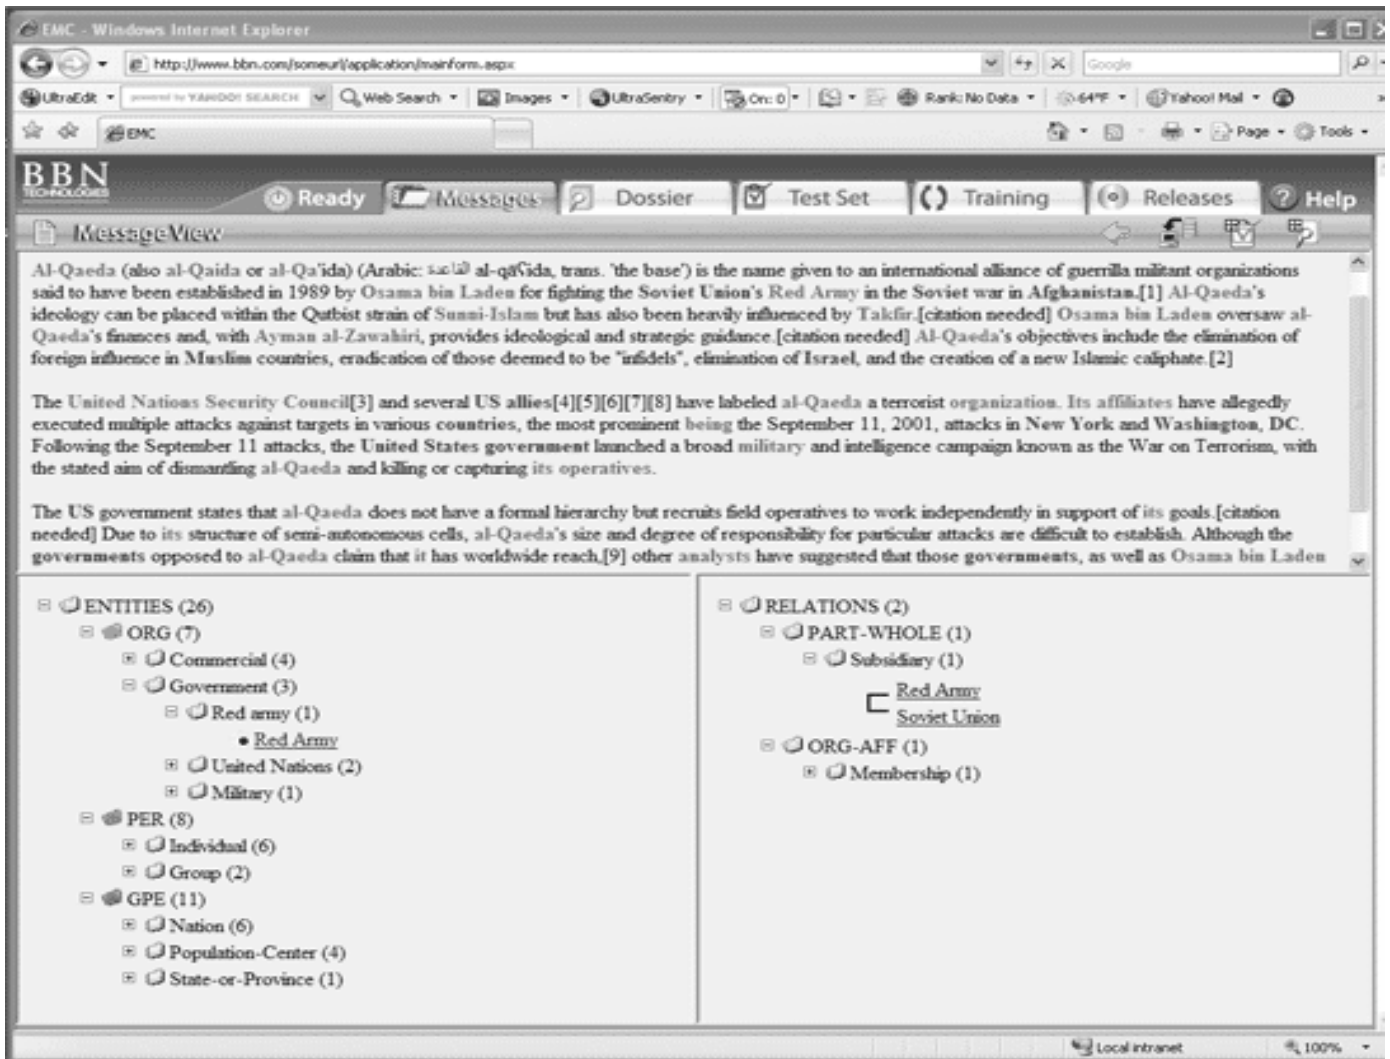 EMC - Windows Internet Explorer
http://www.bbn.com/someurl/application/mainform.aspx
Google
UltraEdit powered by YAHOO! SEARCH Web Search Images UltraSentry On: 0 Rank: No Data 64°F Yahoo! Mail
EMC Page Tools
BBN
TECHNOLOGIES
Ready Messages Dossier Test Set Training Releases Help
MessageView
Al-Qaeda (also al-Qaida or al-Qa'ida) (Arabic: القاعدة al-qāʕida, trans. 'the base') is the name given to an international alliance of guerrilla militant organizations
said to have been established in 1989 by Osama bin Laden for fighting the Soviet Union's Red Army in the Soviet war in Afghanistan.[1] Al-Qaeda's
ideology can be placed within the Qutbist strain of Sunni-Islam but has also been heavily influenced by Takfir.[citation needed] Osama bin Laden oversaw al-
Qaeda's finances and, with Ayman al-Zawahiri, provides ideological and strategic guidance.[citation needed] Al-Qaeda's objectives include the elimination of
foreign influence in Muslim countries, eradication of those deemed to be "infidels", elimination of Israel, and the creation of a new Islamic caliphate.[2]
The United Nations Security Council[3] and several US allies[4][5][6][7][8] have labeled al-Qaeda a terrorist organization. Its affiliates have allegedly
executed multiple attacks against targets in various countries, the most prominent being the September 11, 2001, attacks in New York and Washington, DC.
Following the September 11 attacks, the United States government launched a broad military and intelligence campaign known as the War on Terrorism, with
the stated aim of dismantling al-Qaeda and killing or capturing its operatives.
The US government states that al-Qaeda does not have a formal hierarchy but recruits field operatives to work independently in support of its goals.[citation
needed] Due to its structure of semi-autonomous cells, al-Qaeda's size and degree of responsibility for particular attacks are difficult to establish. Although the
governments opposed to al-Qaeda claim that it has worldwide reach,[9] other analysts have suggested that those governments, as well as Osama bin Laden
ENTITIES (26)
ORG (7)
Commercial (4)
Government (3)
Red army (1)
Red Army
United Nations (2)
Military (1)
PER (8)
Individual (6)
Group (2)
GPE (11)
Nation (6)
Population-Center (4)
State-or-Province (1)
RELATIONS (2)
PART-WHOLE (1)
Subsidiary (1)
Red Army
Soviet Union
ORG-AFF (1)
Membership (1)
Local intranet 100%